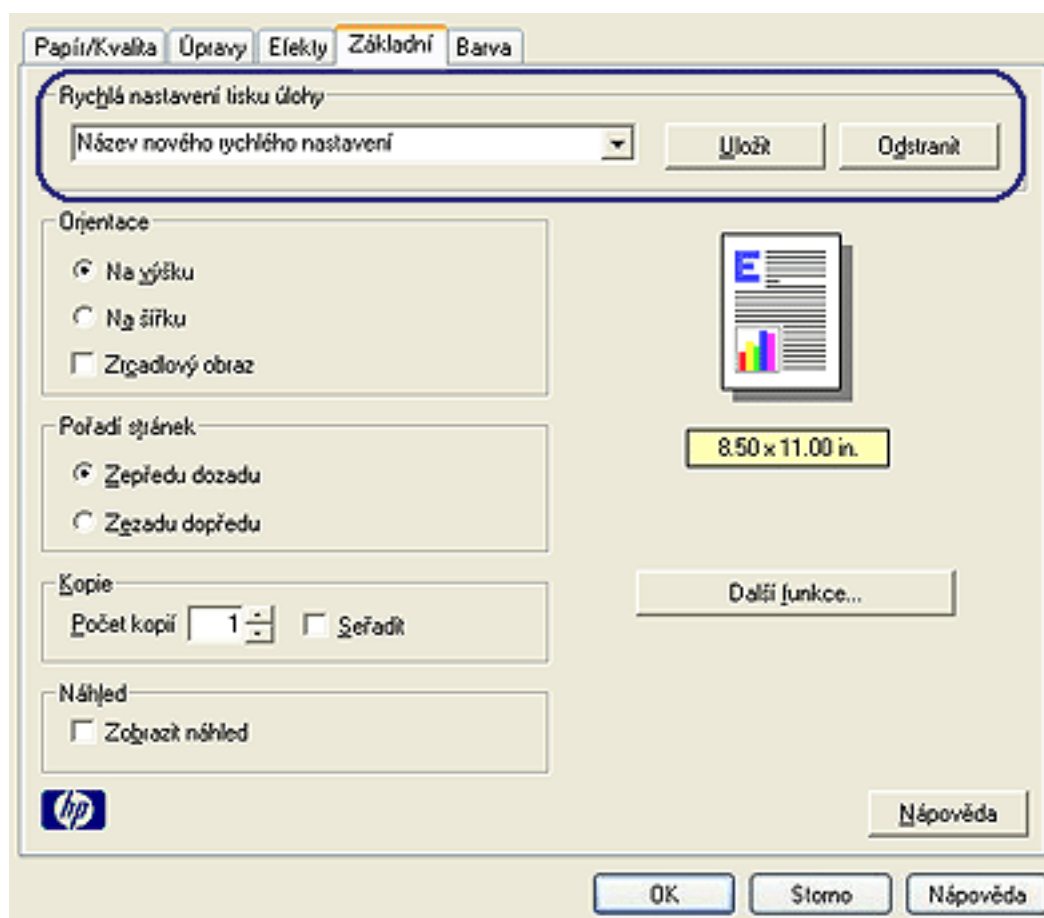 Papír/Kvalita Úpravy Efekty Základní Barva
Rychlá nastavení tisku úlohy
Název nového rychlého nastavení Uložit Odstranit
Orientace
Na výšku
Na šířku
Zrcadlový obraz
E
8.50 x 11.00 in.
Pořadí stránek
Zepředu dozadu
Zezadu dopředu
Kopie
Počet kopií 1 Seřadit
Další funkce...
Náhled
Zobrazit náhled
hp
Nápověda
OK Storno Nápověda